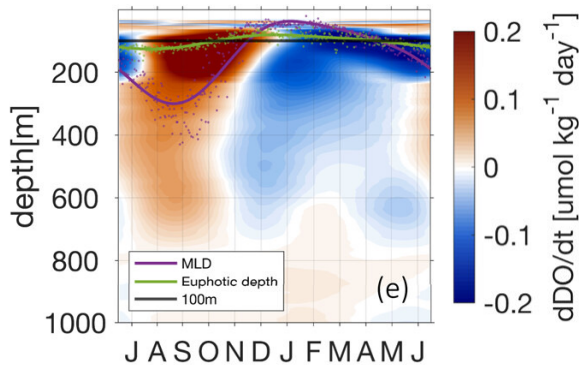 depth[m]
200
400
600
800
1000
MLD
Euphotic depth
100m
(e)
J A S O N D J F M A M J
0.2
0.1
0
-0.1
-0.2
dDO/dt [umol kg⁻¹ day⁻¹]